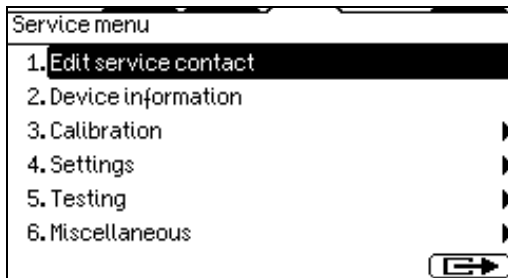 Service menu
1. Edit service contact
2. Device information
3. Calibration
4. Settings
5. Testing
6. Miscellaneous